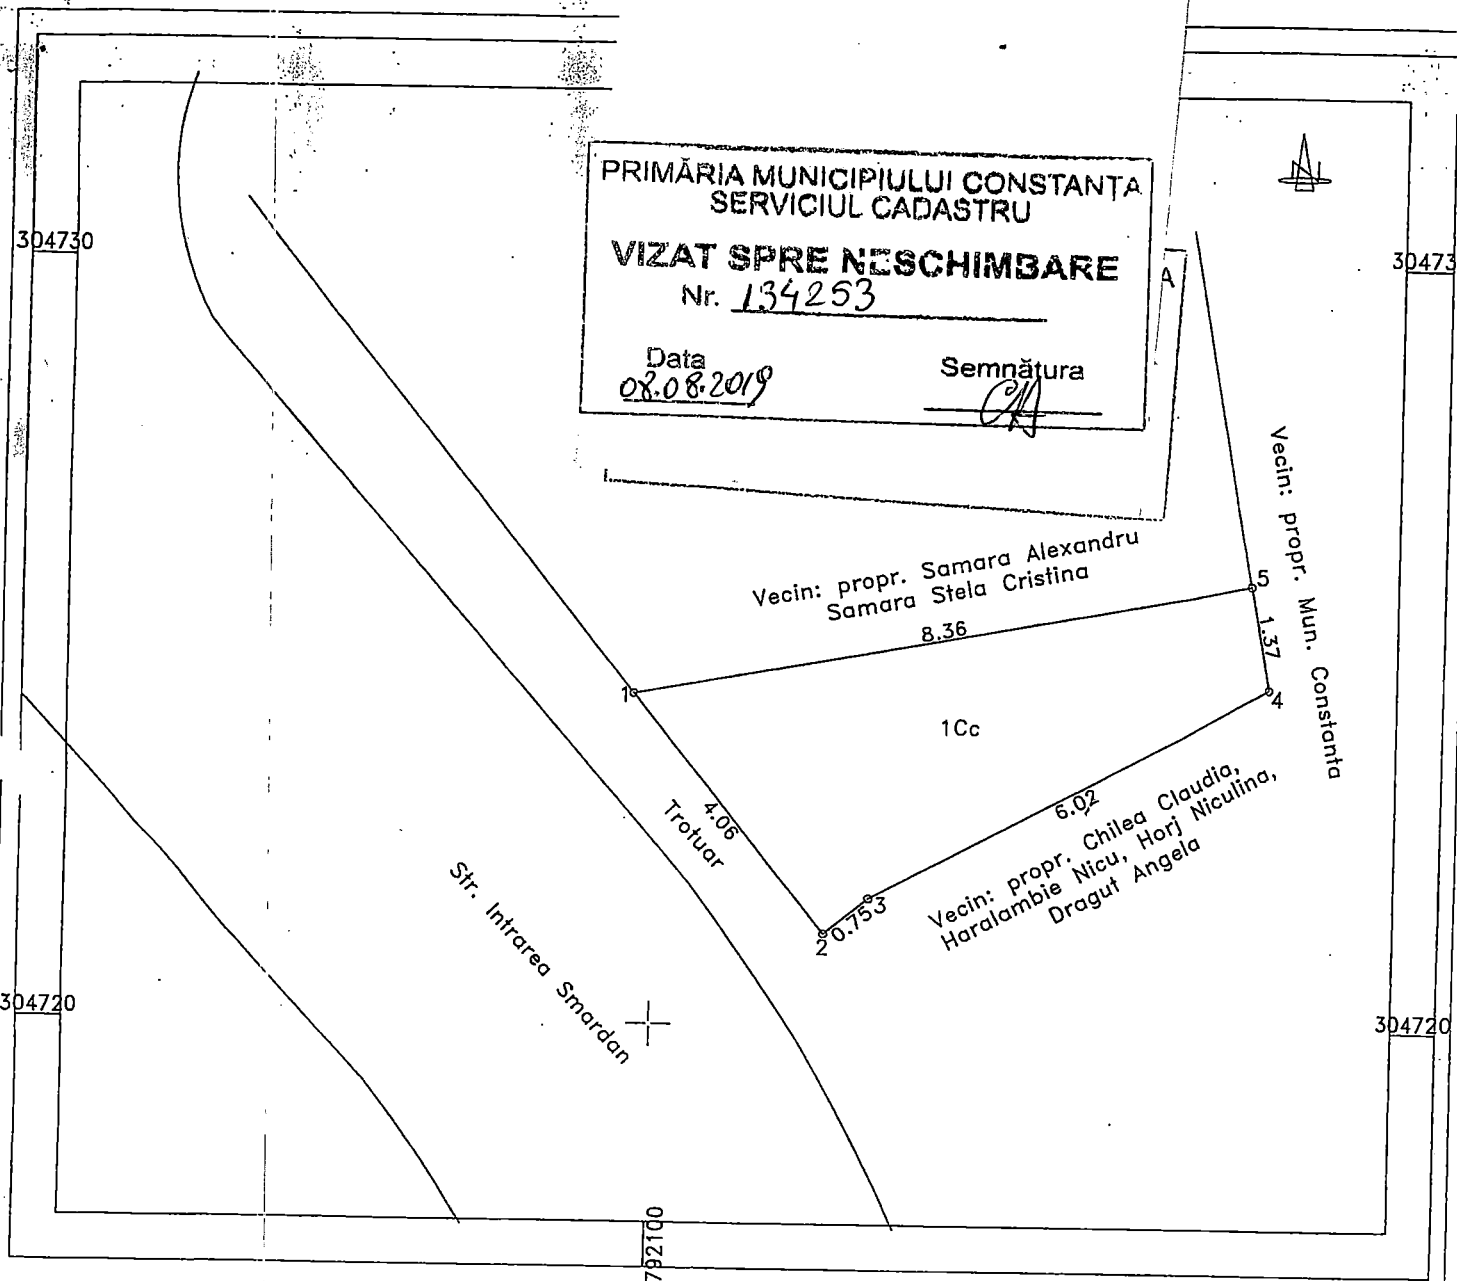 PRIMĂRIA MUNICIPIULUI CONSTANȚA
SERVICIUL CADASTRU
VIZAT SPRE NESCHIMBARE
Nr. 134253
Data
08.08.2019
Semnătura
A
N
304730
30473
Vecin: propr. Mun. Constanta
Vecin: propr. Samara Alexandru
Samara Stela Cristina
8.36
5
1.37
1
4
1Cc
4.06
Trotuar
6.02
Vecin: propr. Chilea Claudia,
Haralambie Nicu, Horj Niculina,
Dragut Angela
2
0.75
3
Str. Intrarea Smardan
304720
304720
792100